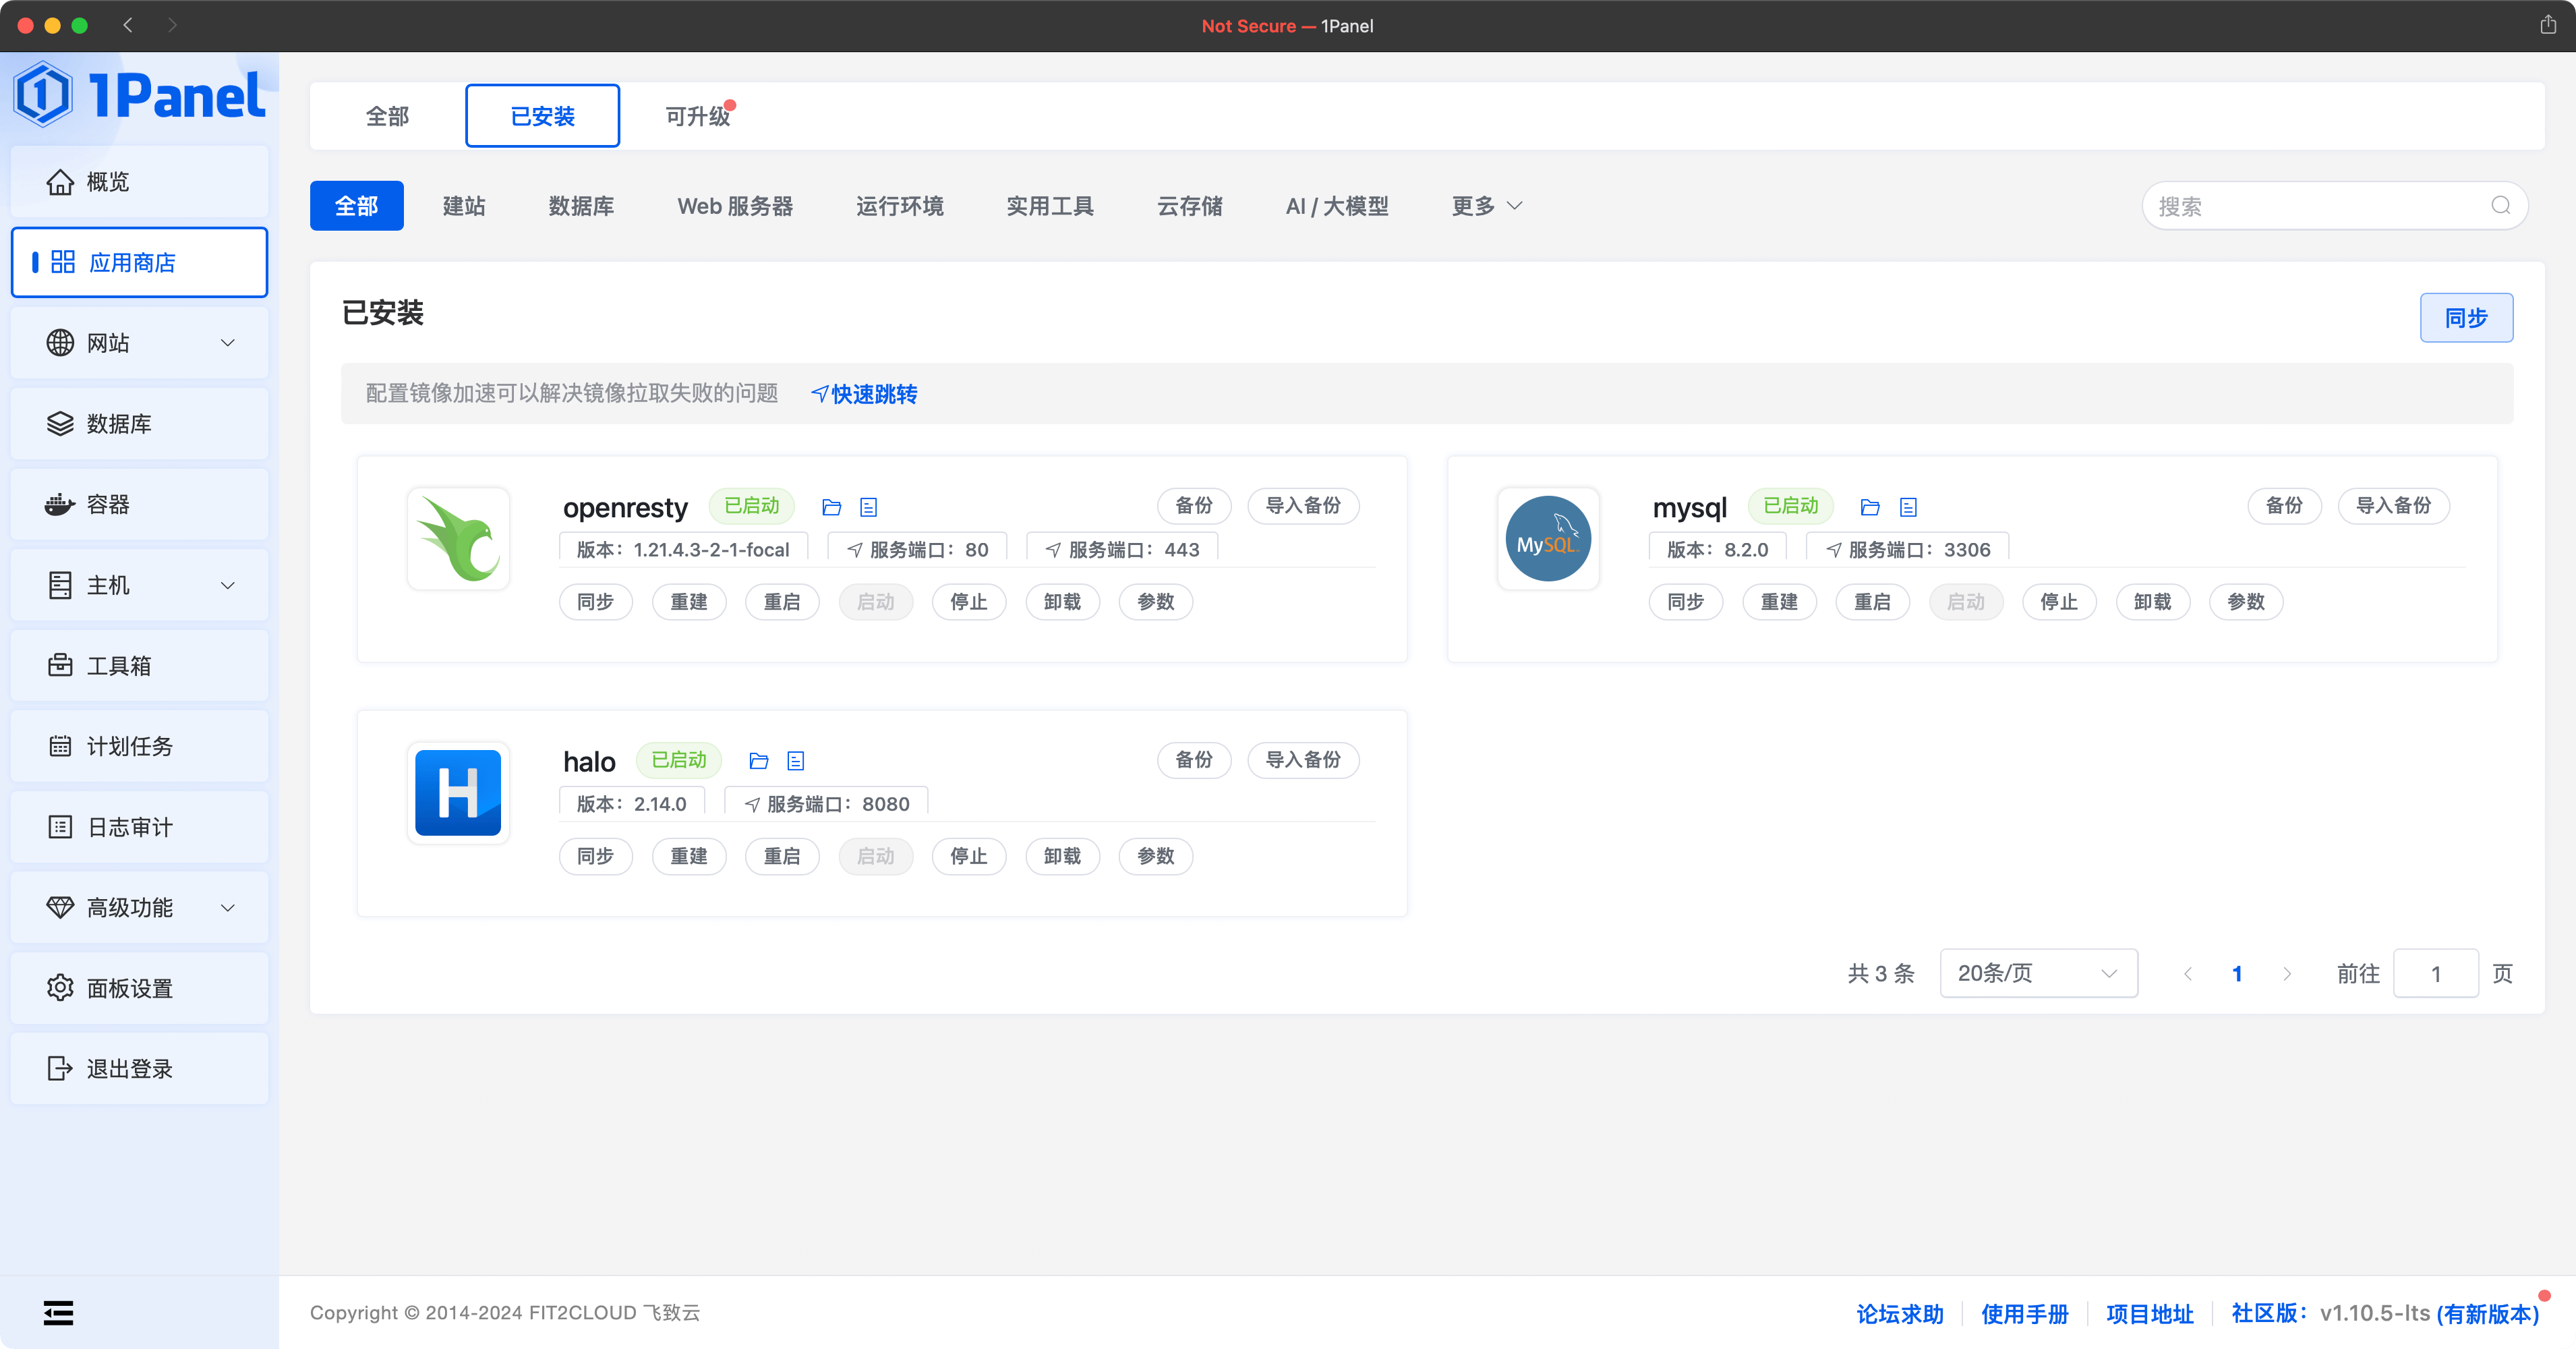 Not Secure — 1Panel
1Panel
概览
应用商店
网站
数据库
容器
主机
工具箱
计划任务
日志审计
高级功能
面板设置
退出登录
全部 已安装 可升级
全部 建站 数据库 Web 服务器 运行环境 实用工具 云存储 AI / 大模型 更多 搜索
已安装 同步
配置镜像加速可以解决镜像拉取失败的问题 快速跳转
openresty 已启动 备份 导入备份
版本：1.21.4.3-2-1-focal 服务端口：80 服务端口：443
同步 重建 重启 启动 停止 卸载 参数
MySQL
mysql 已启动 备份 导入备份
版本：8.2.0 服务端口：3306
同步 重建 重启 启动 停止 卸载 参数
H
halo 已启动 备份 导入备份
版本：2.14.0 服务端口：8080
同步 重建 重启 启动 停止 卸载 参数
共 3 条 20条/页 1 前往 1 页
Copyright © 2014-2024 FIT2CLOUD 飞致云
论坛求助 使用手册 项目地址 社区版：v1.10.5-lts (有新版本)